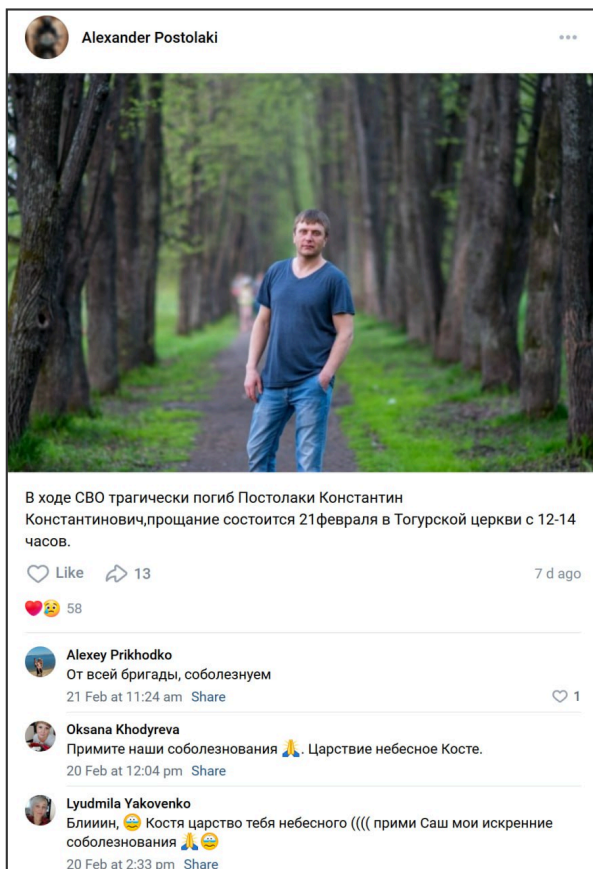 Alexander Postolaki
В ходе СВО трагически погиб Постолаки Константин
Константинович,прощание состоится 21февраля в Тогурской церкви с 12-14
часов.
Like 13 7 d ago
58
Alexey Prikhodko
От всей бригады, соболезнуем
21 Feb at 11:24 am Share 1
Oksana Khodyreva
Примите наши соболезнования 🙏. Царствие небесное Косте.
20 Feb at 12:04 pm Share
Lyudmila Yakovenko
Блииин, 😭 Костя царство тебя небесного (((( прими Саш мои искренние
соболезнования 🙏😭
20 Feb at 2:33 pm Share